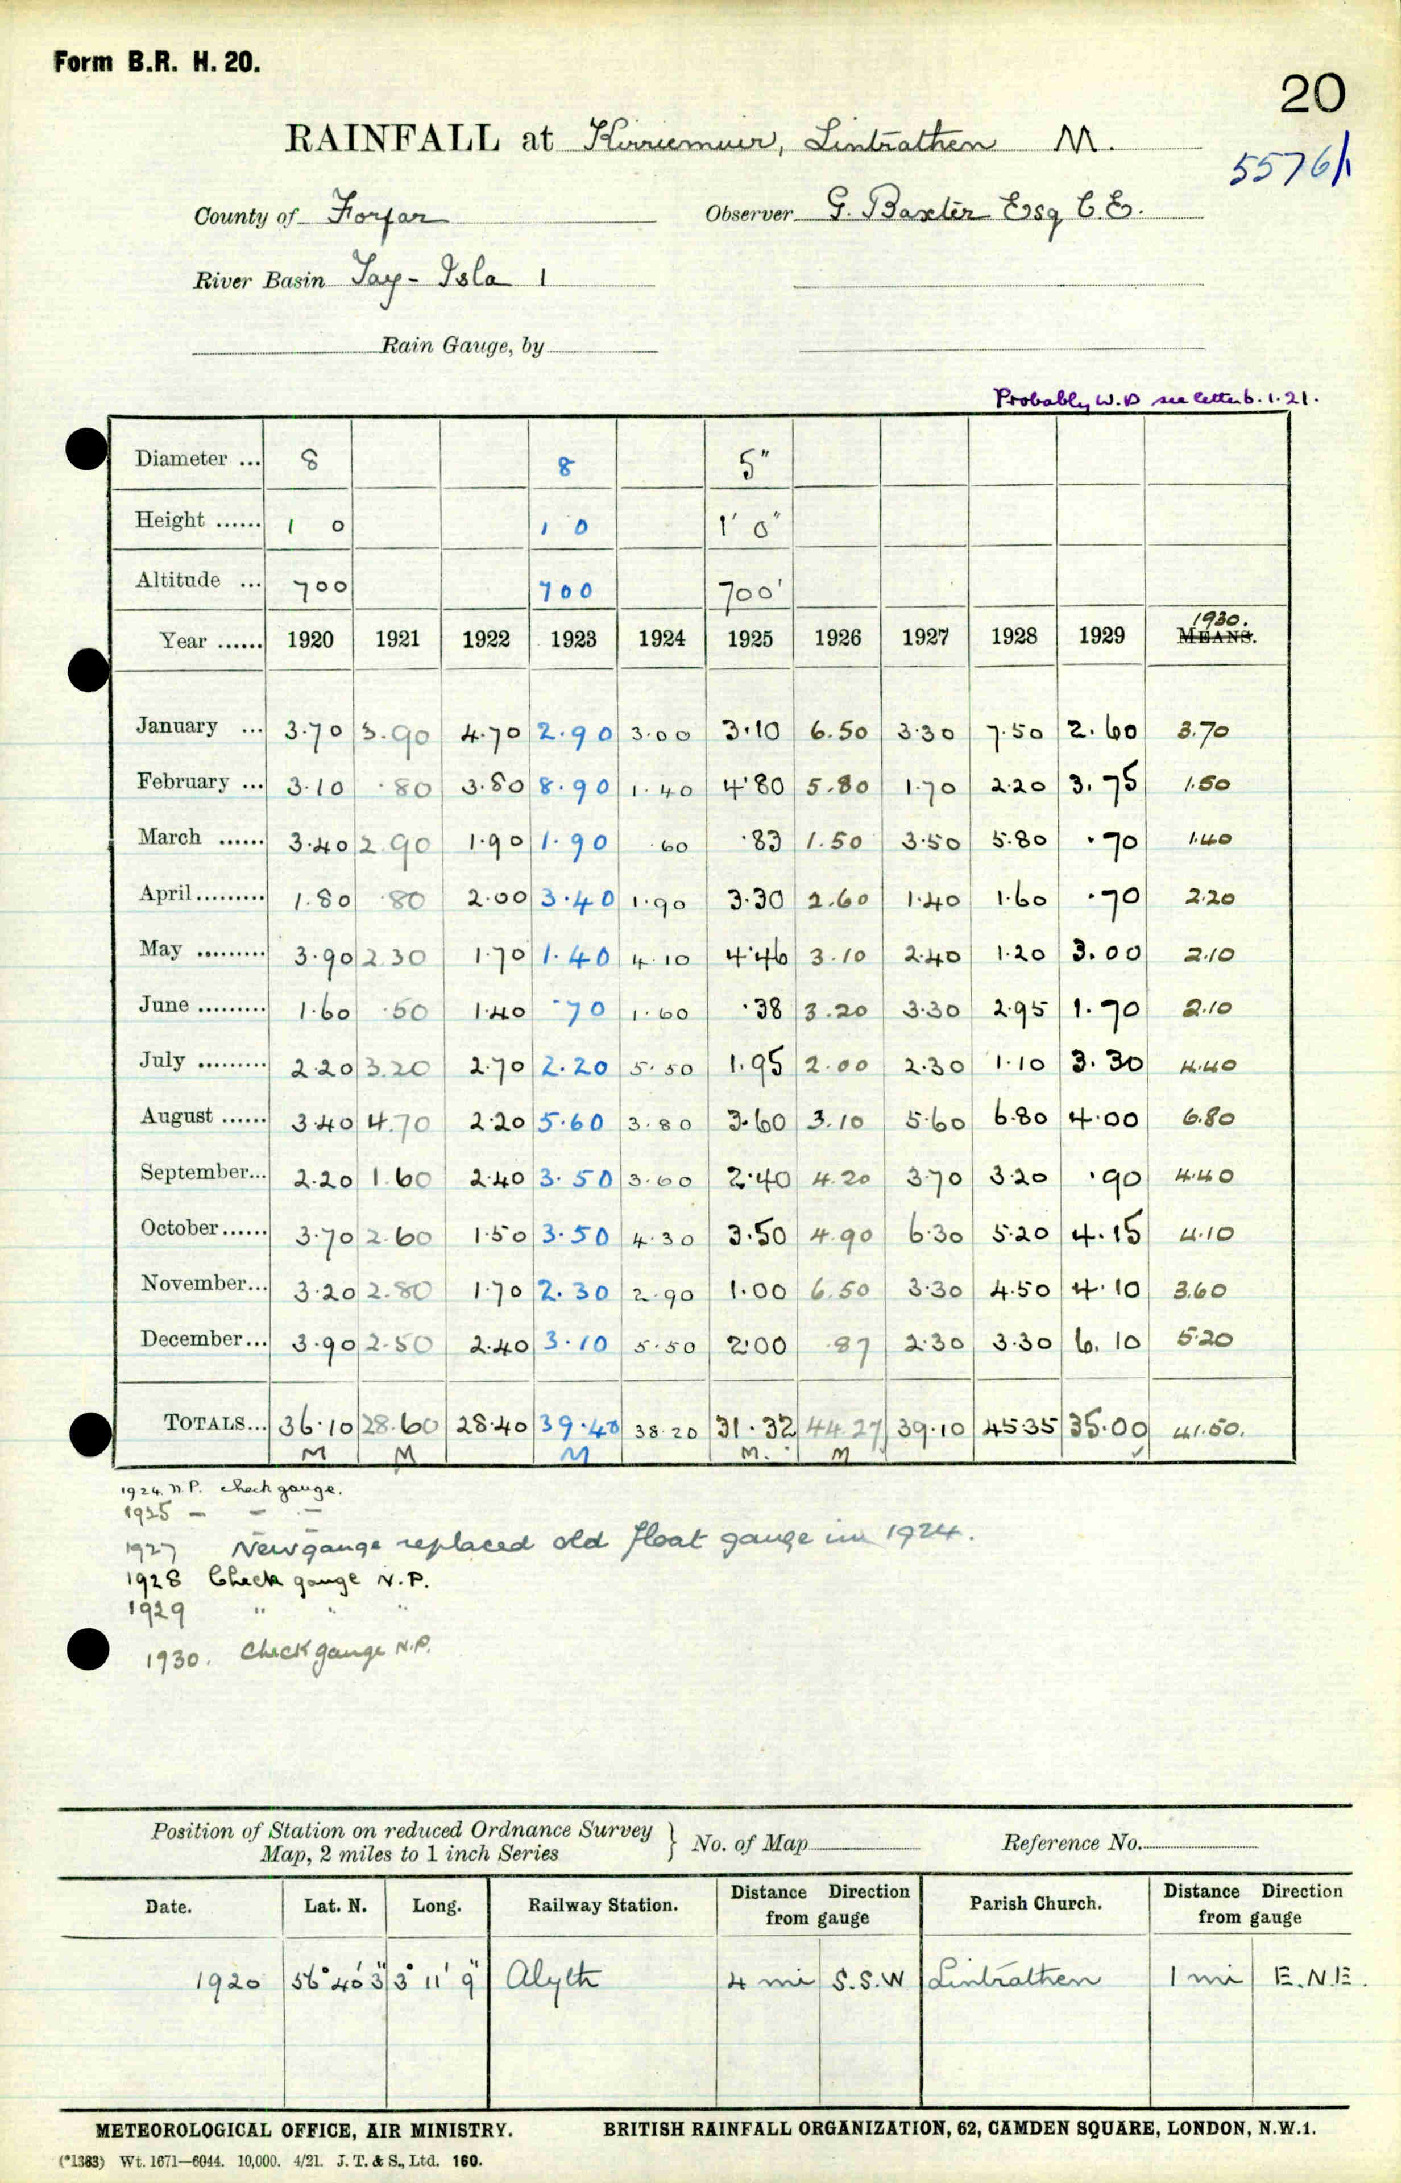 Form B.R. H. 20.
20
RAINFALL at Kirriemuir, Lintrathen M.
5576/1
County of Forfar Observer G. Baxter Esq C.E.
River Basin Tay - Isla 1
Rain Gauge, by
Probably W.D see letter 6.1.21.
Diameter ... 8 8 5"
Height ...... 1 0 1 0 1' 0"
Altitude ... 700 700 700'
1930.
Year ...... 1920 1921 1922 1923 1924 1925 1926 1927 1928 1929 MEANS.
January ... 3.70 3.90 4.70 2.90 3.00 3.10 6.50 3.30 7.50 2.60 3.70
February ... 3.10 .80 3.80 8.90 1.40 4.80 5.80 1.70 2.20 3.75 1.50
March ...... 3.40 2.90 1.90 1.90 .60 .83 1.50 3.50 5.80 .70 1.40
April ......... 1.80 .80 2.00 3.40 1.90 3.30 2.60 1.40 1.60 .70 2.20
May ......... 3.90 2.30 1.70 1.40 4.10 4.46 3.10 2.40 1.20 3.00 2.10
June ......... 1.60 .50 1.40 .70 1.60 .38 3.20 3.30 2.95 1.70 2.10
July ......... 2.20 3.20 2.70 2.20 5.50 1.95 2.00 2.30 1.10 3.30 4.40
August ...... 3.40 4.70 2.20 5.60 3.80 3.60 3.10 5.60 6.80 4.00 6.80
September... 2.20 1.60 2.40 3.50 3.60 2.40 4.20 3.70 3.20 .90 4.40
October...... 3.70 2.60 1.50 3.50 4.30 3.50 4.90 6.30 5.20 4.15 4.10
November... 3.20 2.80 1.70 2.30 2.90 1.00 6.50 3.30 4.50 4.10 3.60
December... 3.90 2.50 2.40 3.10 5.50 2.00 .87 2.30 3.30 6.10 5.20
TOTALS... 36.10 28.60 28.40 39.40 38.20 31.32 44.27 39.10 45.35 35.00 41.50.
M M M M. M
1924. N.P. check gauge.
1925 - - -
1927 New gauge replaced old float gauge in 1924.
1928 Check gauge N.P.
1929 " " "
1930. Check gauge N.P.
Position of Station on reduced Ordnance Survey
Map, 2 miles to 1 inch Series } No. of Map Reference No.
Date. Lat. N. Long. Railway Station. Distance Direction from gauge Parish Church. Distance Direction from gauge
1920 56° 40' 3" 3° 11' 9" Alyth 4 mi S.S.W Lintrathen 1 mi E.N.E.
METEOROLOGICAL OFFICE, AIR MINISTRY. BRITISH RAINFALL ORGANIZATION, 62, CAMDEN SQUARE, LONDON, N.W.1.
(*1383) Wt. 1671—6044. 10,000. 4/21. J. T. & S., Ltd. 160.